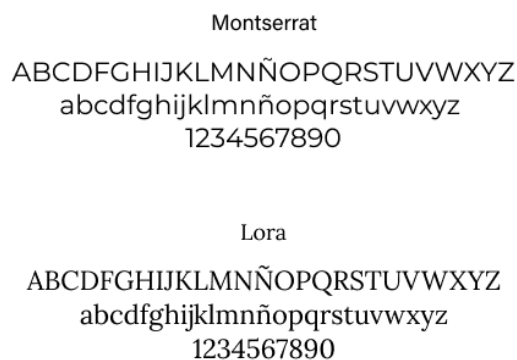 Montserrat
ABCDFGHIJKLMNÑOPQRSTUVWXYZ
abcdfghijklmnñopqrstuvwxyz
1234567890
Lora
ABCDFGHIJKLMNÑOPQRSTUVWXYZ
abcdfghijklmnñopqrstuvwxyz
1234567890